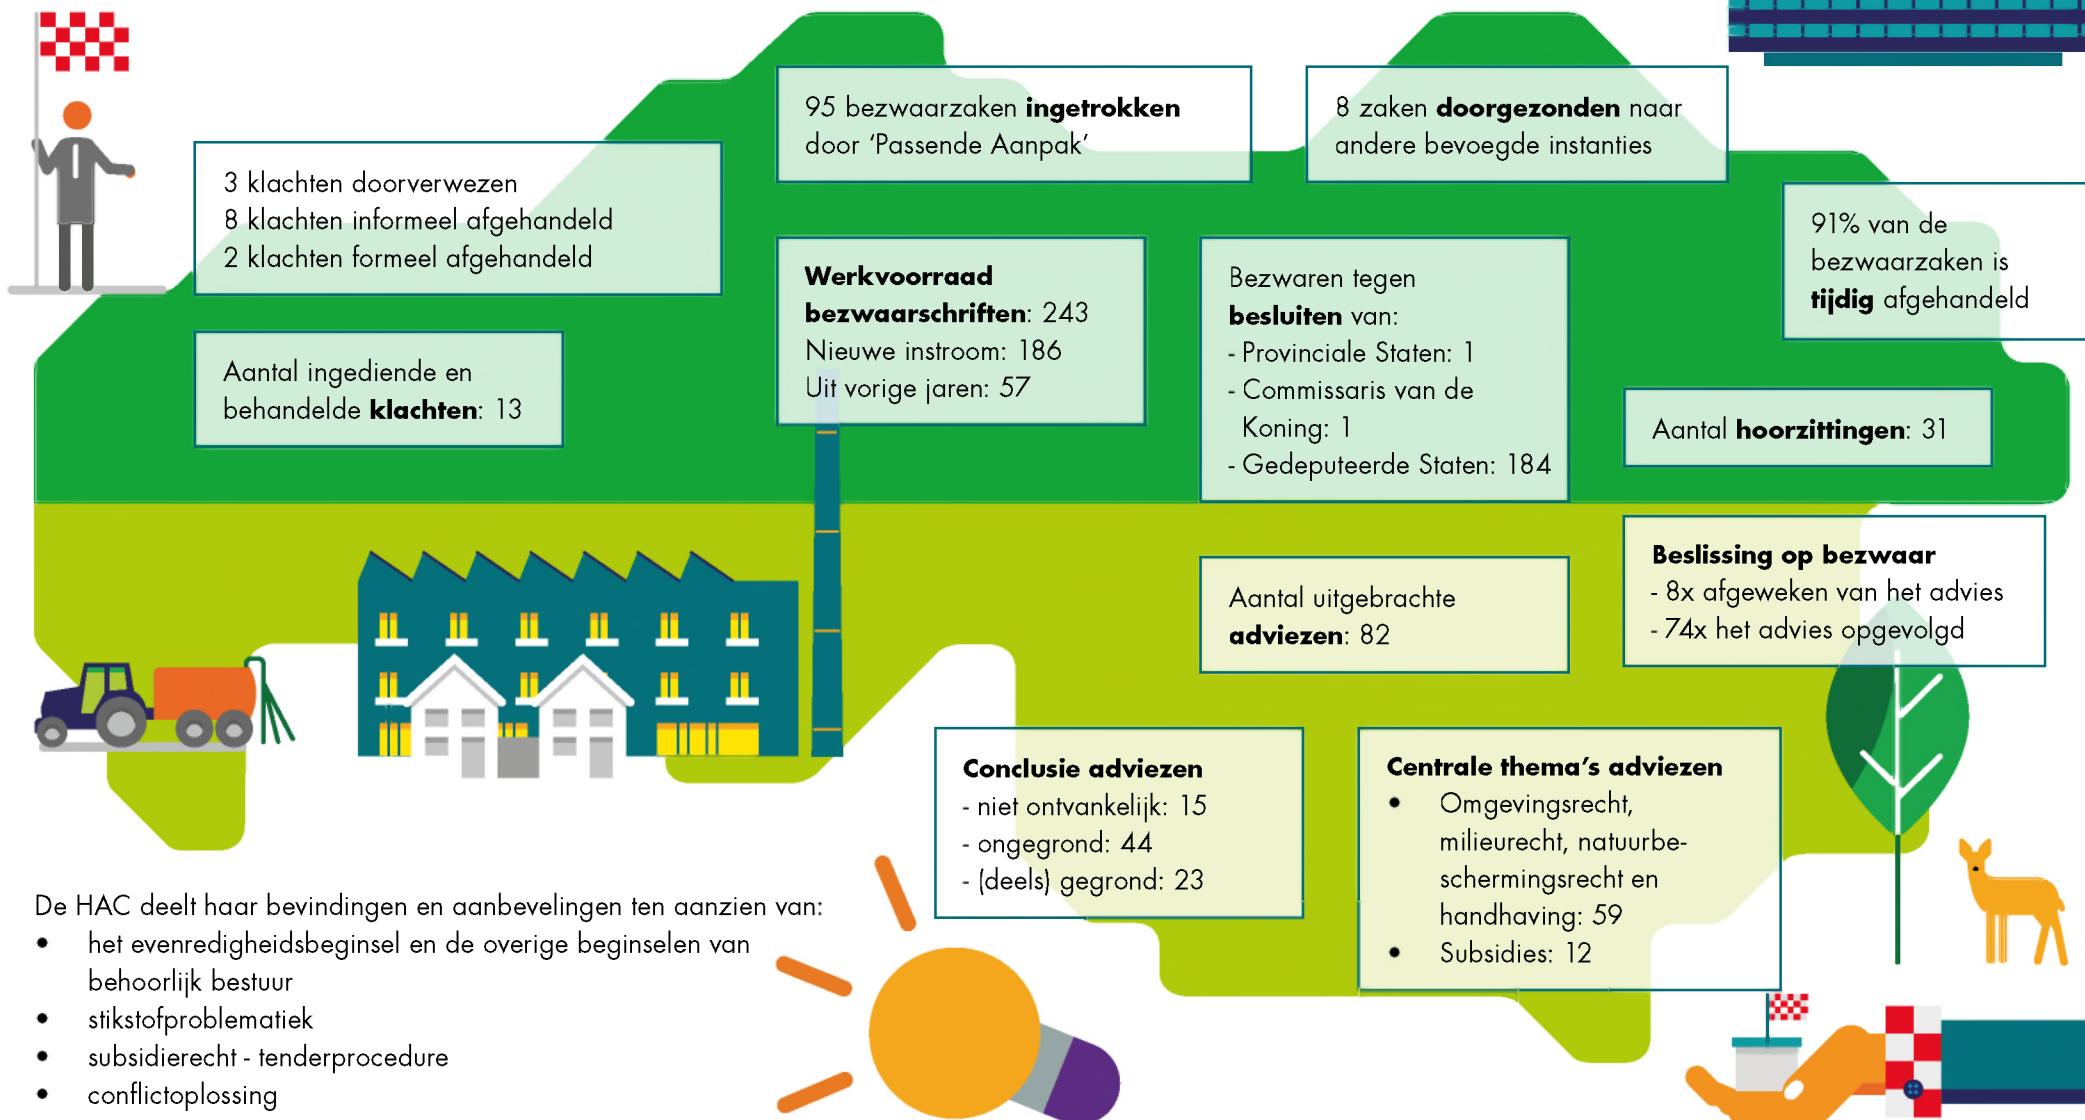 95 bezwaarzaken ingetrokken
door ‘Passende Aanpak’
8 zaken doorgezonden naar
andere bevoegde instanties
3 klachten doorverwezen
8 klachten informeel afgehandeld
2 klachten formeel afgehandeld
91% van de
bezwaarzaken is
tijdig afgehandeld
Werkvoorraad
bezwaarschriften: 243
Nieuwe instroom: 186
Uit vorige jaren: 57
Bezwaren tegen
besluiten van:
- Provinciale Staten: 1
- Commissaris van de
Koning: 1
- Gedeputeerde Staten: 184
Aantal ingediende en
behandelde klachten: 13
Aantal hoorzittingen: 31
Beslissing op bezwaar
- 8x afgeweken van het advies
- 74x het advies opgevolgd
Aantal uitgebrachte
adviezen: 82
Conclusie adviezen
- niet ontvankelijk: 15
- ongegrond: 44
- (deels) gegrond: 23
Centrale thema’s adviezen
• Omgevingsrecht,
milieurecht, natuurbe-
schermingsrecht en
handhaving: 59
• Subsidies: 12
De HAC deelt haar bevindingen en aanbevelingen ten aanzien van:
• het evenredigheidsbeginsel en de overige beginselen van
behoorlijk bestuur
• stikstofproblematiek
• subsidierecht - tenderprocedure
• conflictoplossing